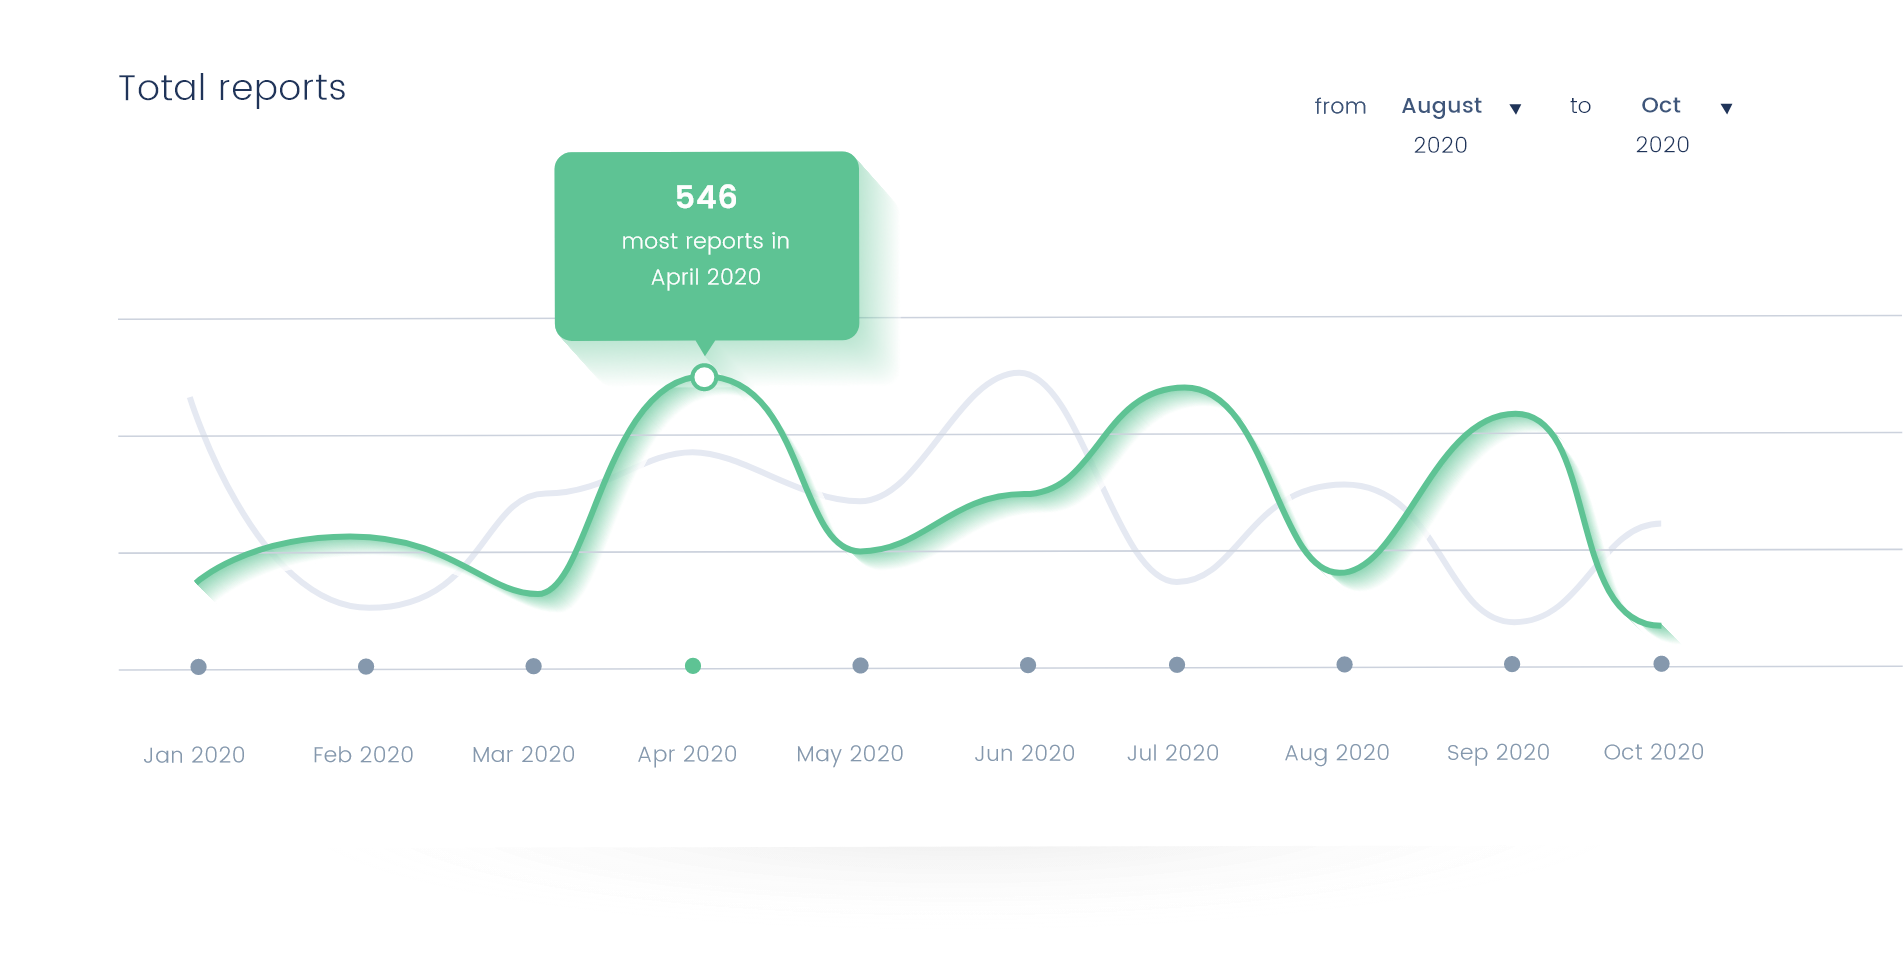 Total reports
from August ▼ to Oct ▼
2020 2020
546
most reports in
April 2020
Jan 2020 Feb 2020 Mar 2020 Apr 2020 May 2020 Jun 2020 Jul 2020 Aug 2020 Sep 2020 Oct 2020